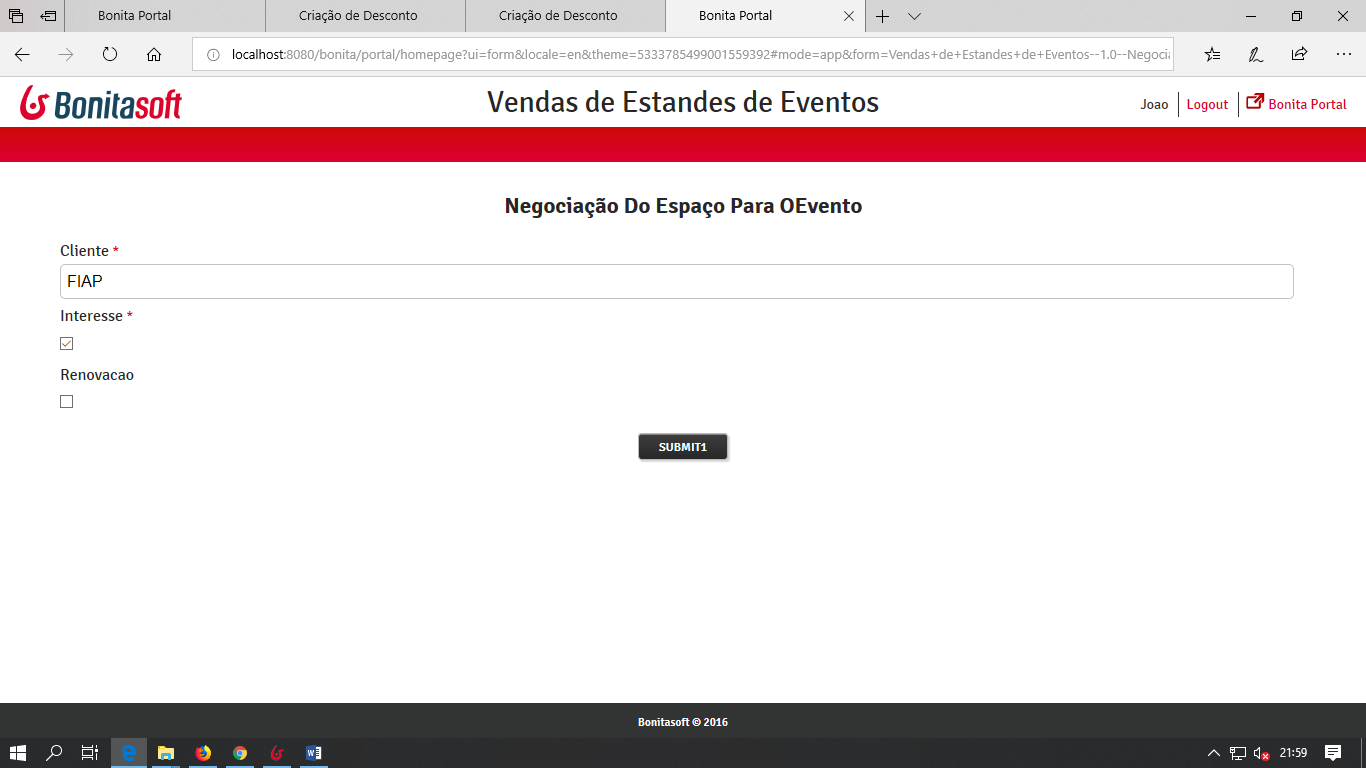 Bonita Portal
Criação de Desconto
Criação de Desconto
Bonita Portal
localhost:8080/bonita/portal/homepage?ui=form&locale=en&theme=5333785499001559392#mode=app&form=Vendas+de+Estandes+de+Eventos--1.0--Negocia
Bonitasoft
Vendas de Estandes de Eventos
Joao
Logout
Bonita Portal
Negociação Do Espaço Para OEvento
Cliente *
FIAP
Interesse *
Renovacao
SUBMIT1
Bonitasoft © 2016
21:59